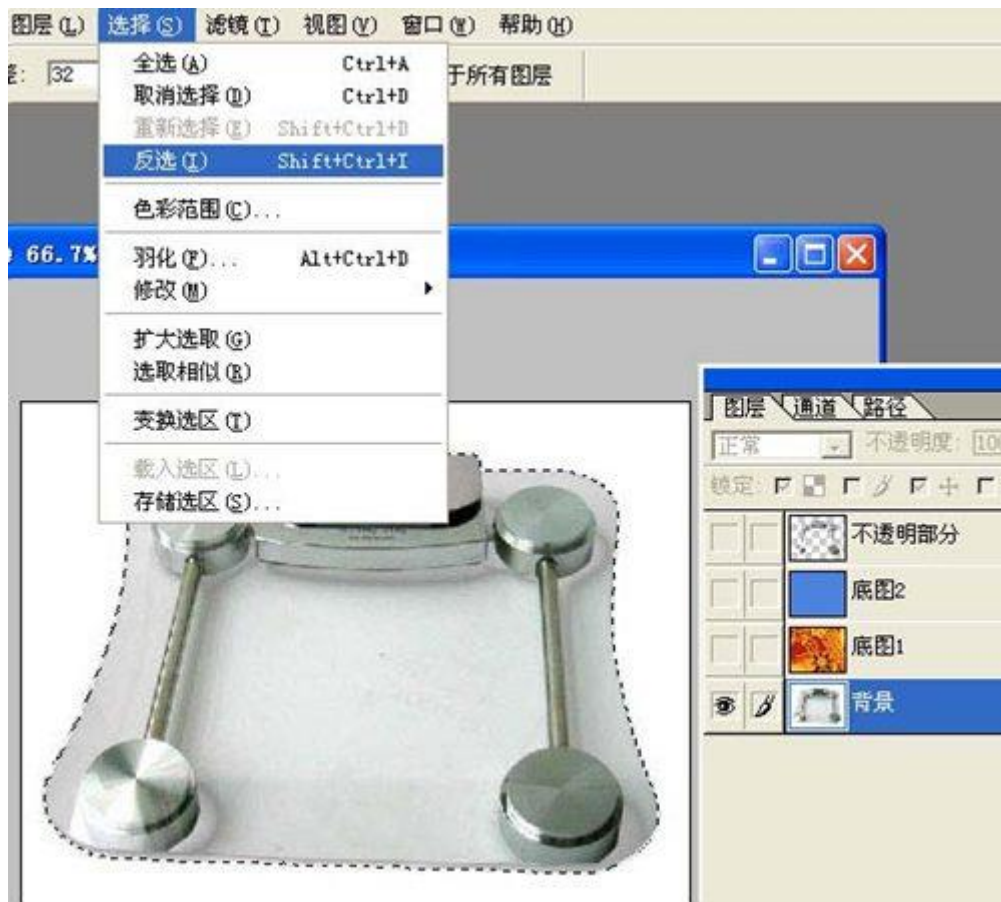 图层(L) 选择(S) 滤镜(T) 视图(V) 窗口(W) 帮助(H)
32
于所有图层
全选(A) Ctrl+A
取消选择(D) Ctrl+D
重新选择(E) Shift+Ctrl+D
反选(I) Shift+Ctrl+I
色彩范围(C)...
羽化(F)... Alt+Ctrl+D
修改(M)
扩大选取(G)
选取相似(R)
变换选区(T)
载入选区(L)...
存储选区(S)...
66.7%
图层 通道 路径
正常 不透明度: 100
锁定:
不透明部分
底图2
底图1
背景